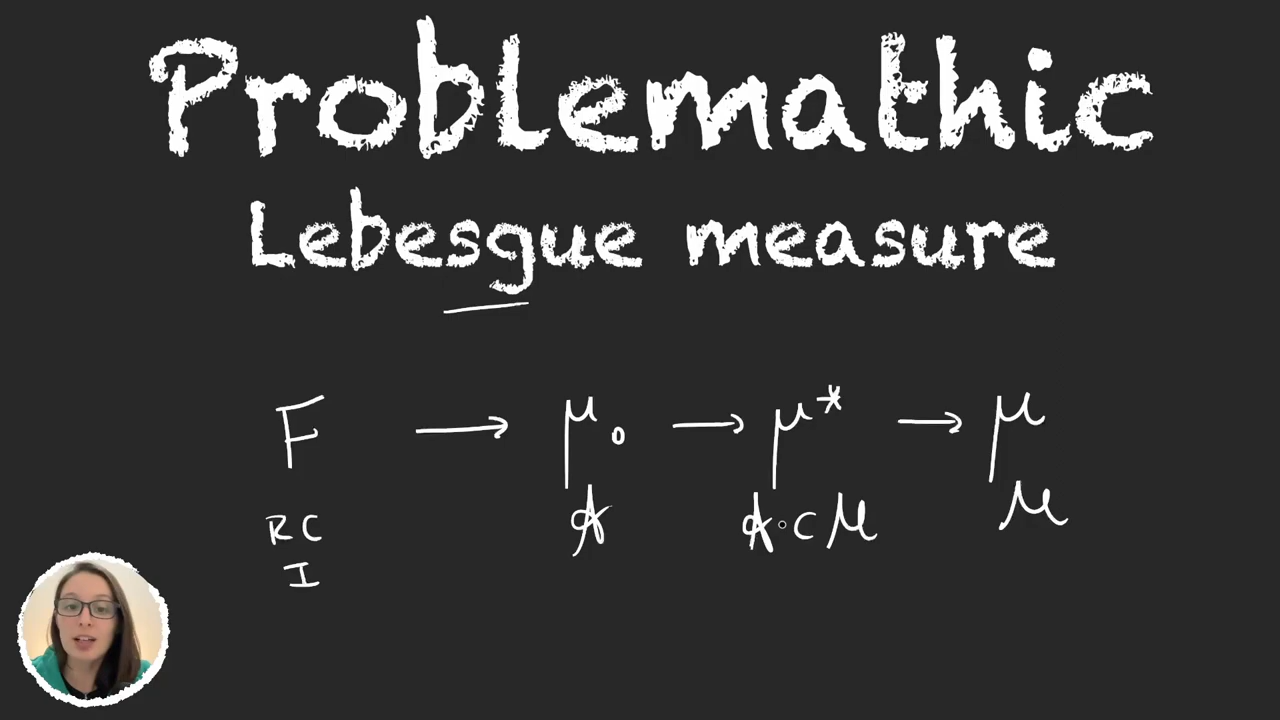 Problemathic
Lebesgue measure
F → μ₀ → μ* → μ
RC A A ⊂ M M
I